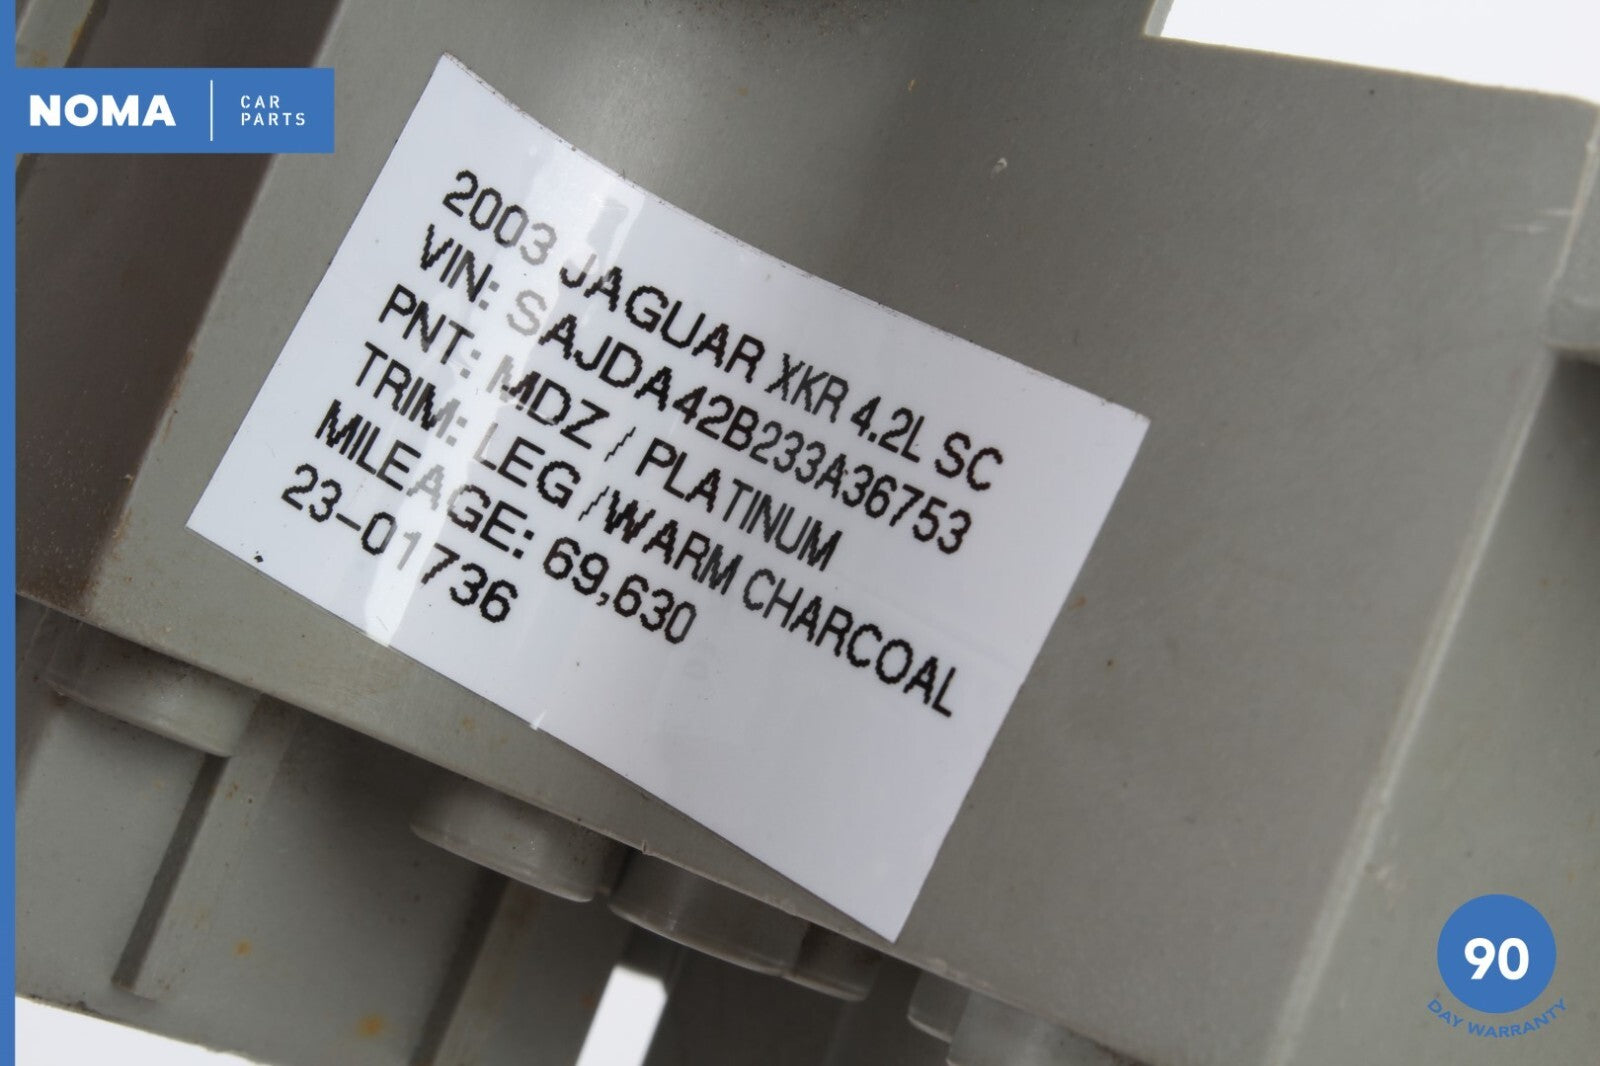 NOMA
CAR
PARTS
2003 JAGUAR XKR 4.2L SC
VIN: SAJDA42B233A36753
PNT: MDZ / PLATINUM
TRIM: LEG /WARM CHARCOAL
MILEAGE: 69,630
23-01736
90
DAY WARRANTY